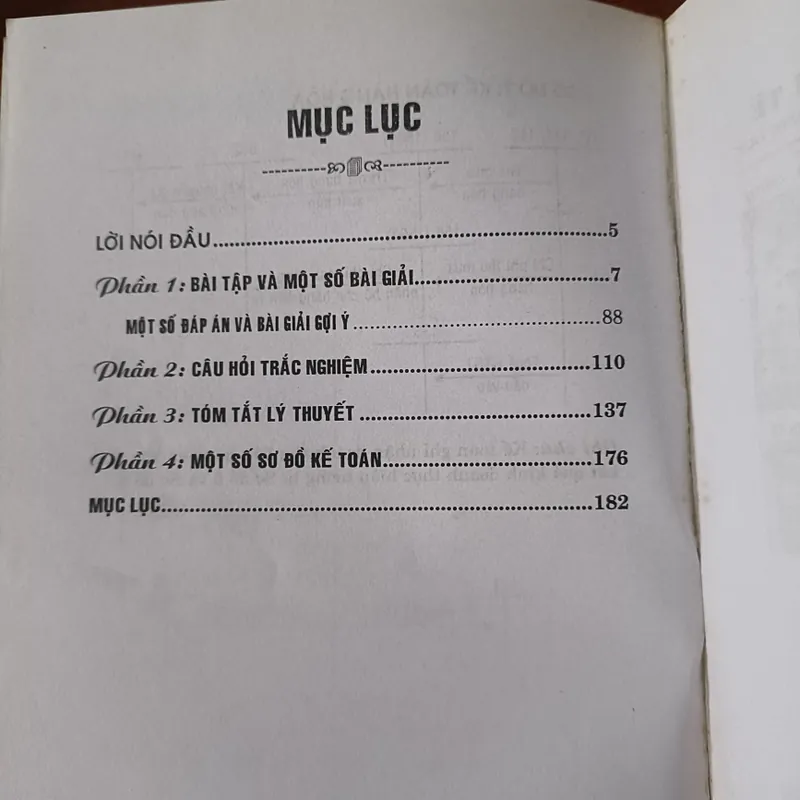 MỤC LỤC
LỜI NÓI ĐẦU..........5
Phần 1: BÀI TẬP VÀ MỘT SỐ BÀI GIẢI..........7
MỘT SỐ ĐÁP ÁN VÀ BÀI GIẢI GỢI Ý..........88
Phần 2: CÂU HỎI TRẮC NGHIỆM..........110
Phần 3: TÓM TẮT LÝ THUYẾT..........137
Phần 4: MỘT SỐ SƠ ĐỒ KẾ TOÁN..........176
MỤC LỤC..........182